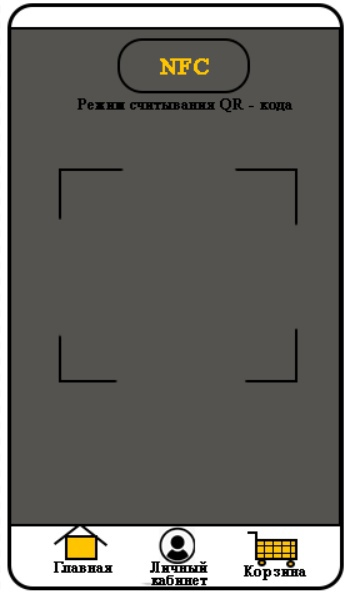 NFC
Режим считывания QR - кода
Главная
Личный
кабинет
Корзина